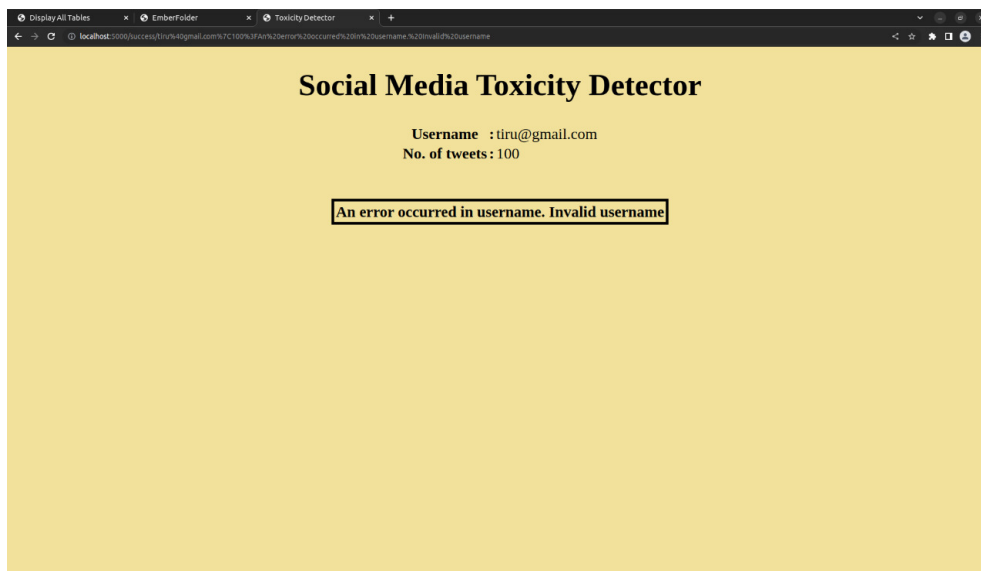 Display All Tables
EmberFolder
Toxicity Detector
localhost:5000/success/tiru%40gmail.com%7C100%3FAn%20error%20occurred%20in%20username.%20Invalid%20username
Social Media Toxicity Detector
Username :tiru@gmail.com
No. of tweets:100
An error occurred in username. Invalid username